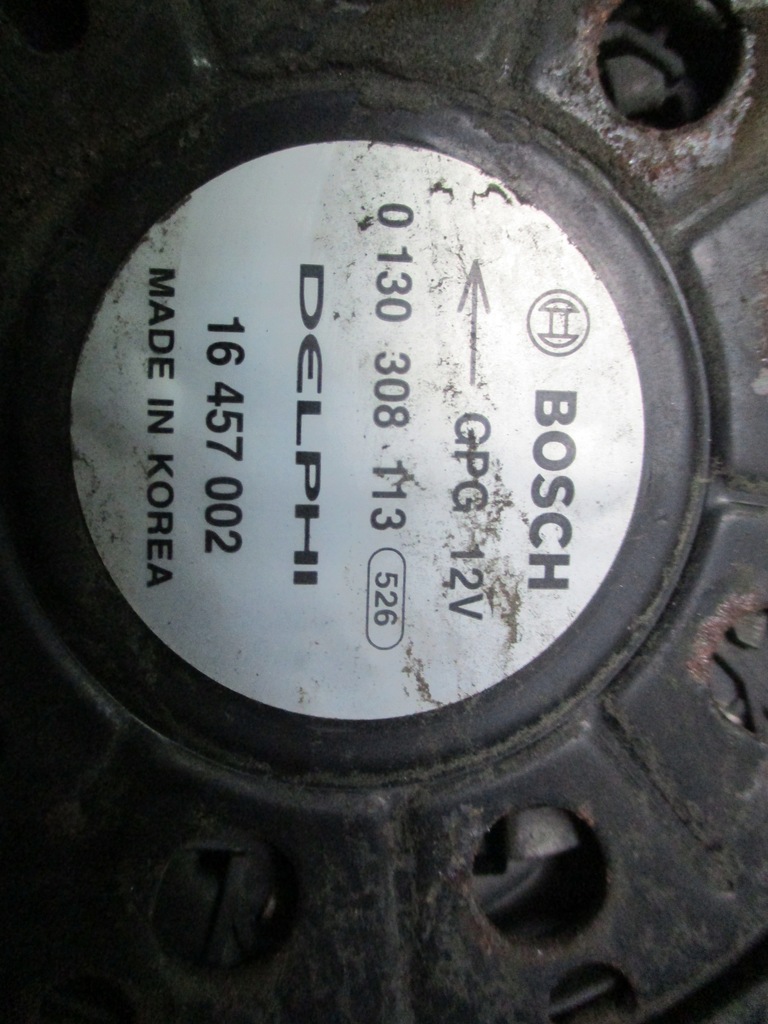 BOSCH
← GPG 12V
0 130 308 113 526
DELPHI
16 457 002
MADE IN KOREA